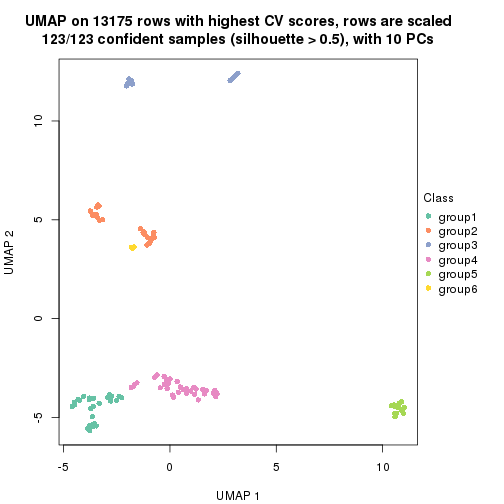 UMAP on 13175 rows with highest CV scores, rows are scaled
123/123 confident samples (silhouette > 0.5), with 10 PCs
10
5
0
-5
UMAP 2
-5
0
5
10
UMAP 1
Class
group1
group2
group3
group4
group5
group6